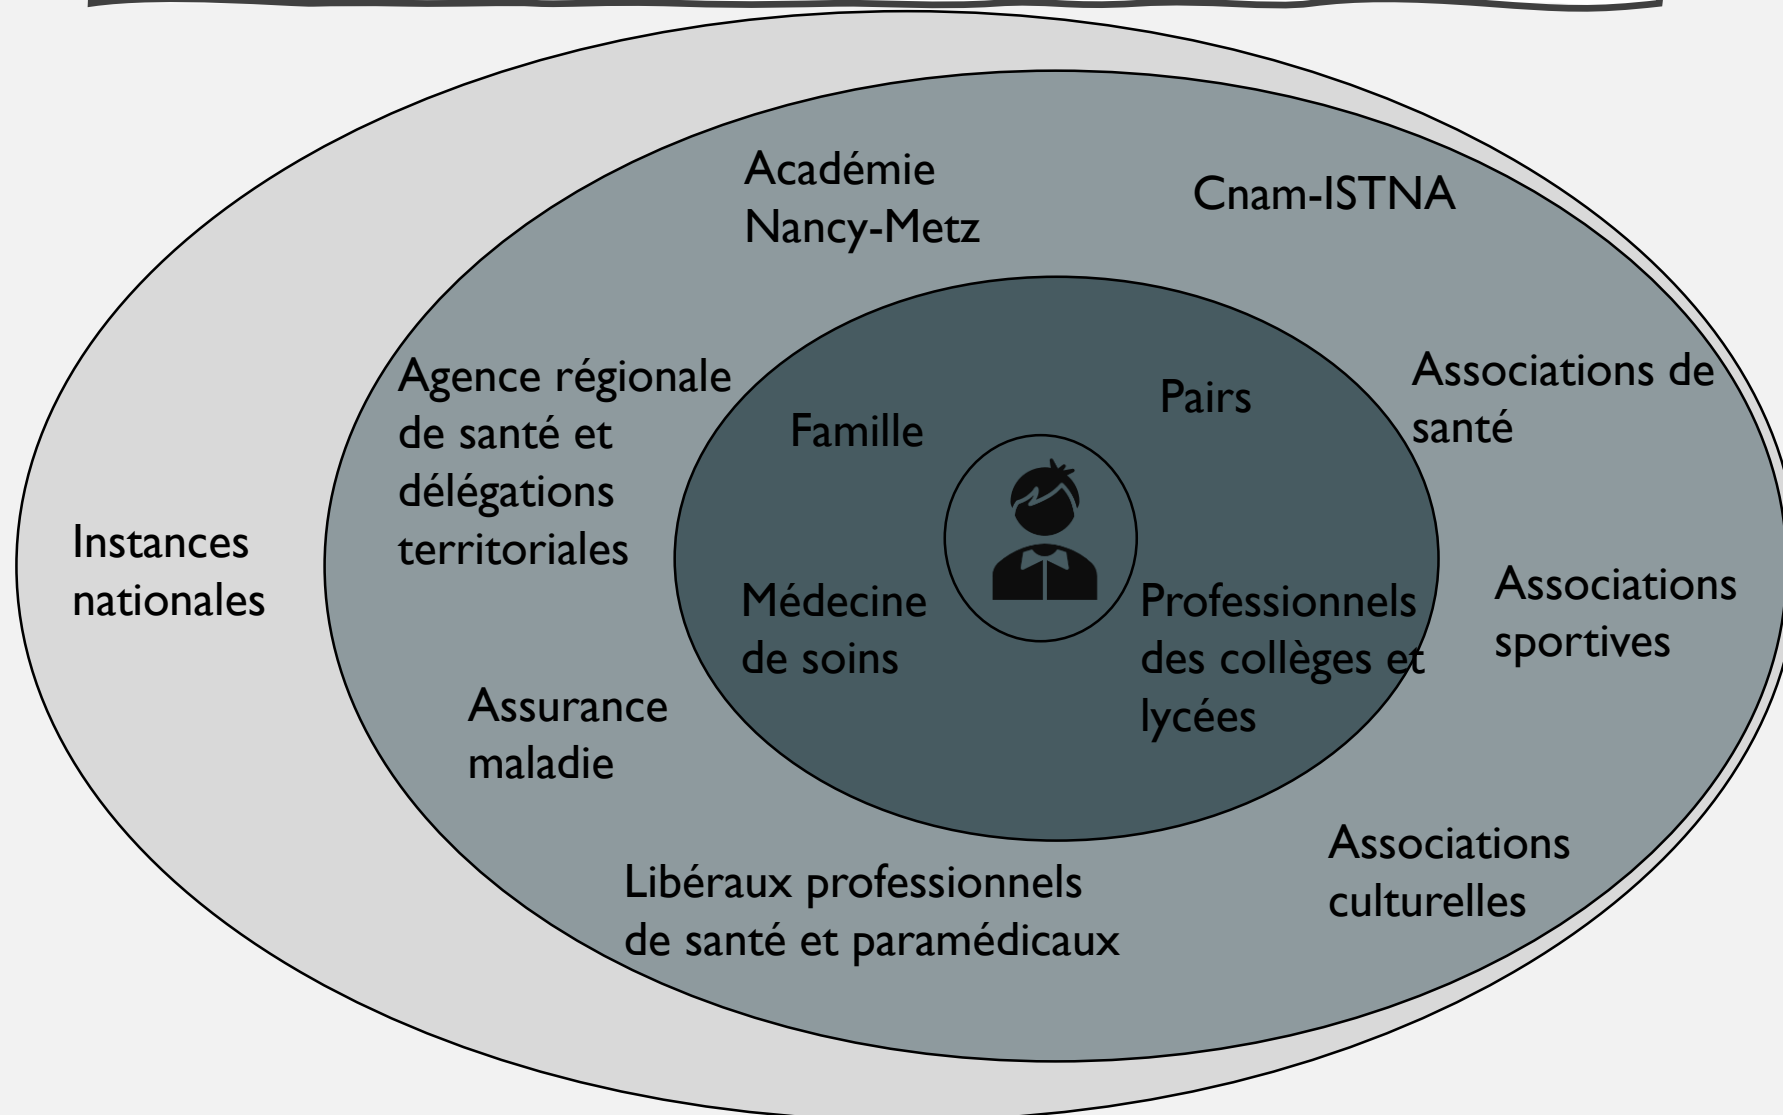 Académie
Nancy-Metz
Cnam-ISTNA
Agence régionale
de santé et
délégations
territoriales
Famille
Pairs
Associations de
santé
Instances
nationales
Médecine
de soins
Professionnels
des collèges et
lycées
Associations
sportives
Assurance
maladie
Libéraux professionnels
de santé et paramédicaux
Associations
culturelles